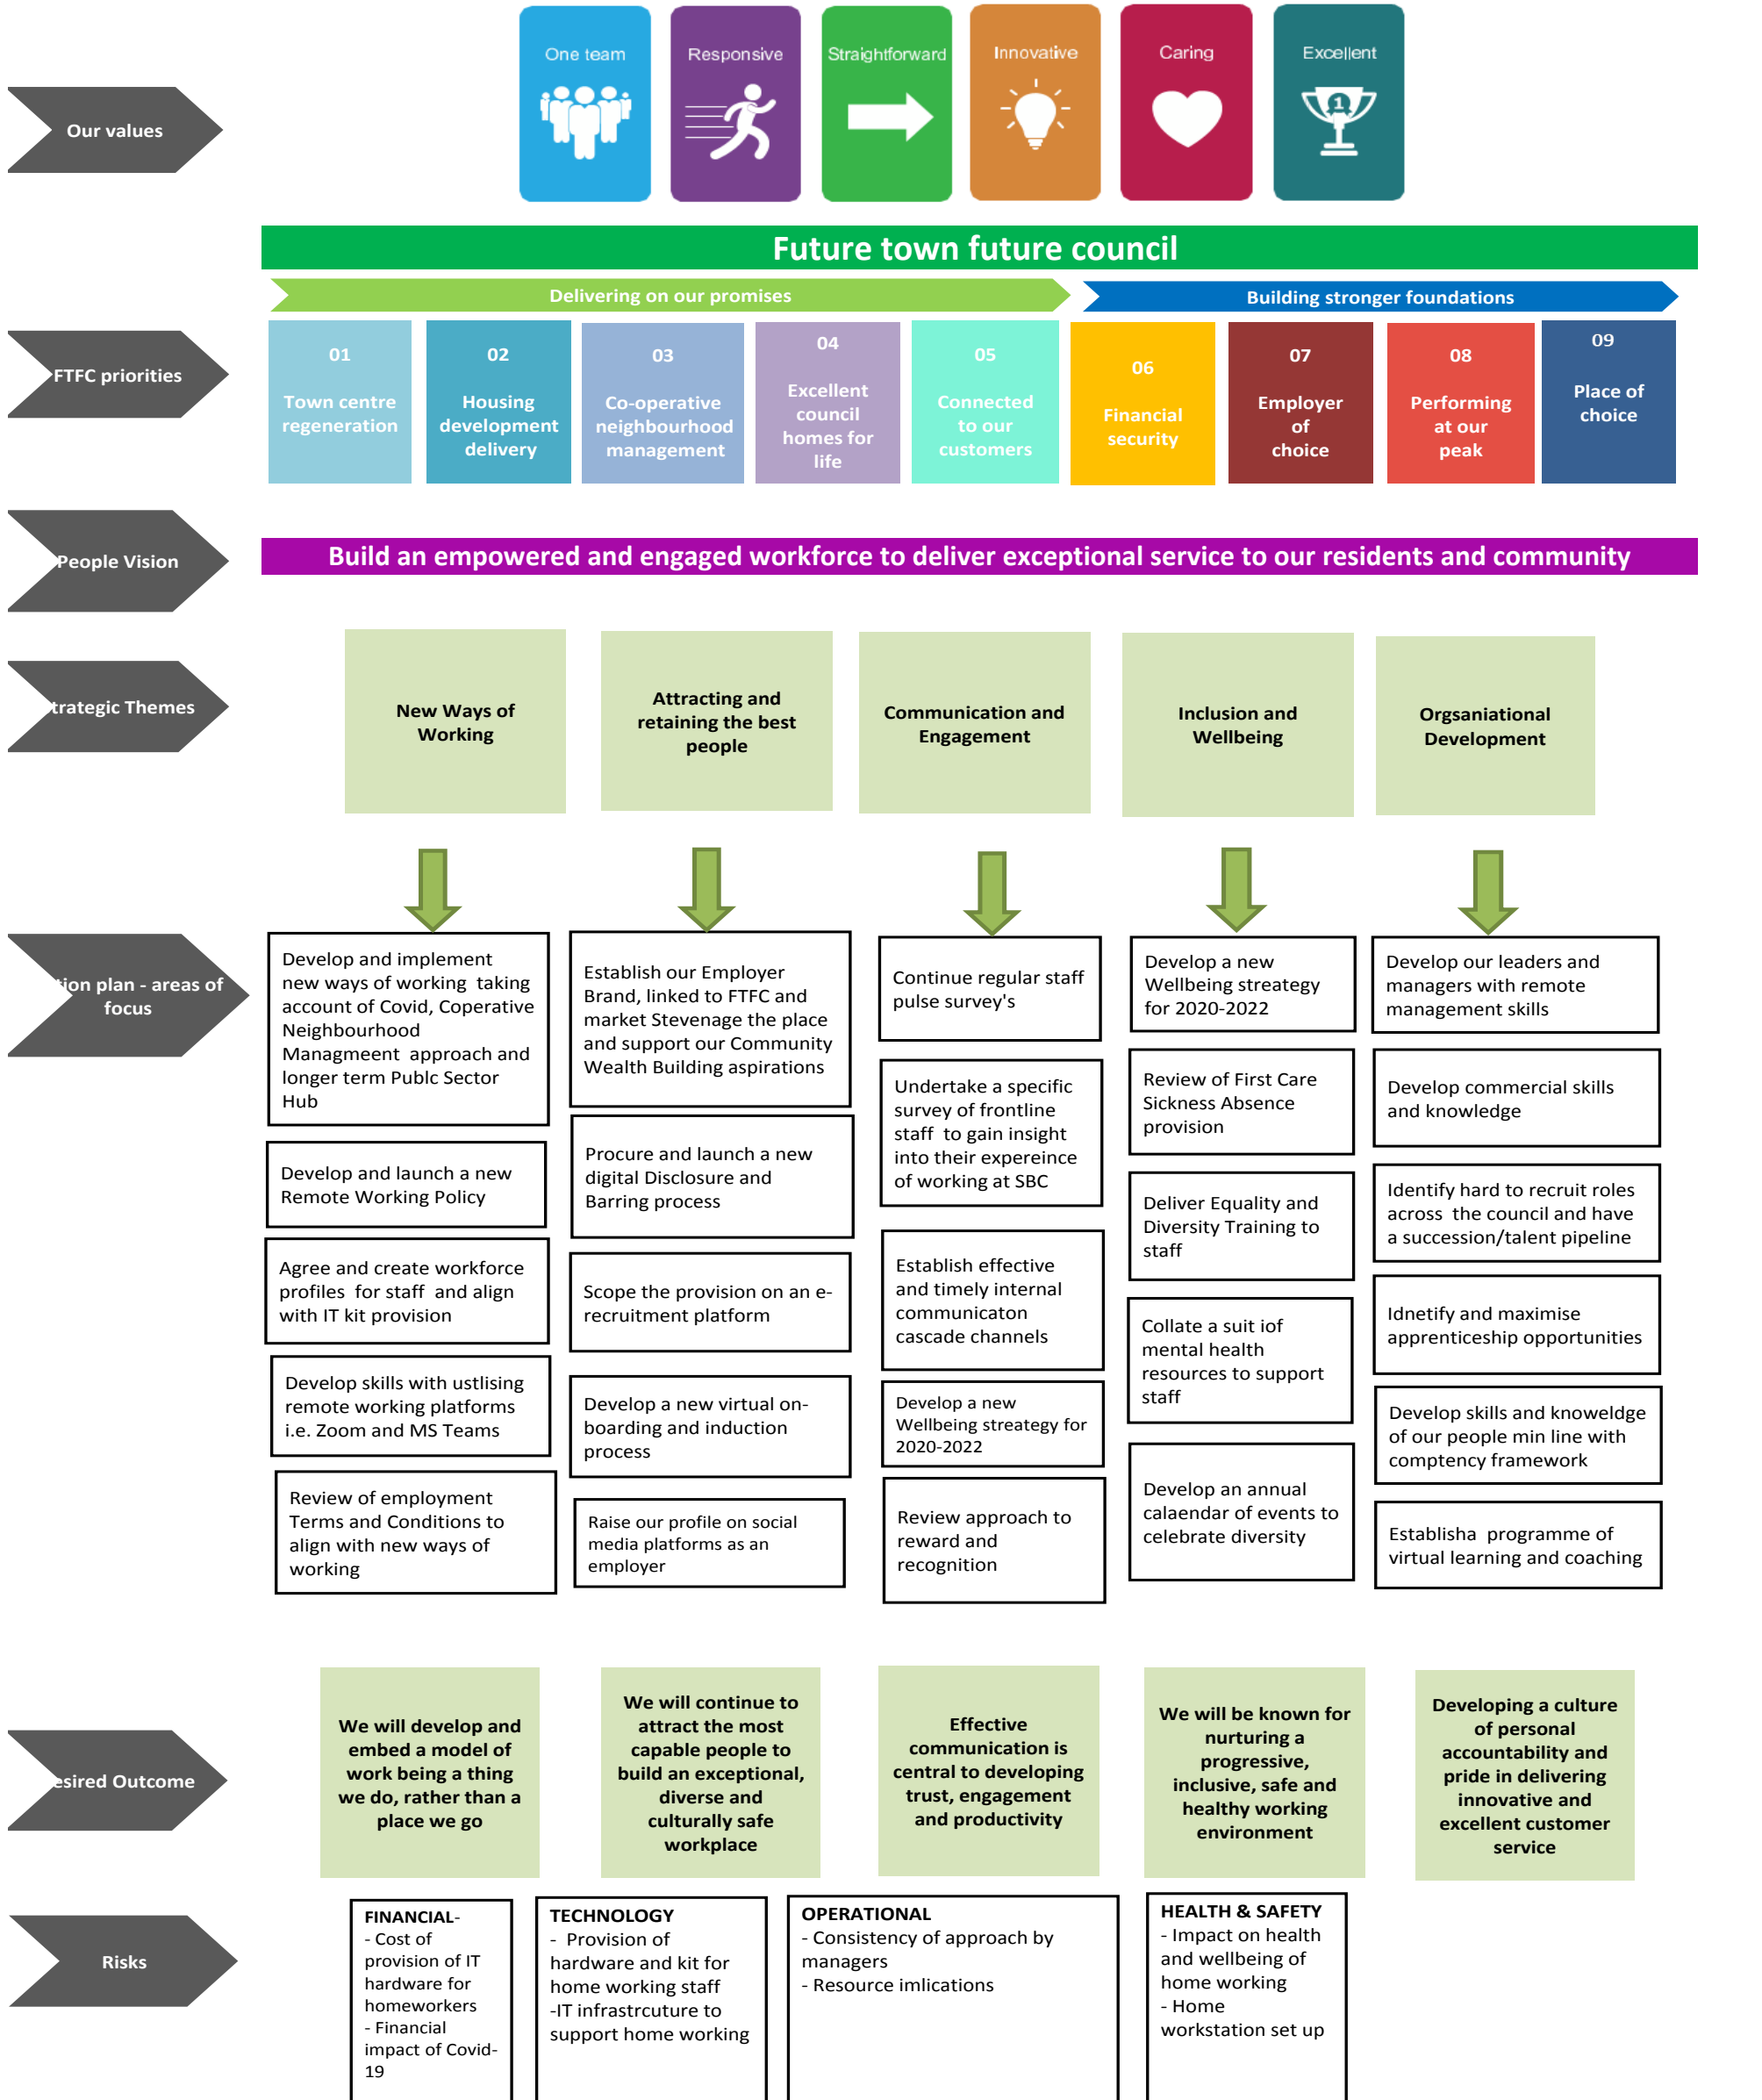 One team
Responsive
Straightforward
Innovative
Caring
Excellent
1
Our values
Future town future council
Delivering on our promises
Building stronger foundations
FTFC priorities
01
Town centre
regeneration
02
Housing
development
delivery
03
Co-operative
neighbourhood
management
04
Excellent
council
homes for
life
05
Connected
to our
customers
06
Financial
security
07
Employer
of
choice
08
Performing
at our
peak
09
Place of
choice
People Vision
Build an empowered and engaged workforce to deliver exceptional service to our residents and community
trategic Themes
New Ways of
Working
Attracting and
retaining the best
people
Communication and
Engagement
Inclusion and
Wellbeing
Orgsaniational
Development
tion plan - areas of
focus
Develop and implement
new ways of working taking
account of Covid, Coperative
Neighbourhood
Managmeent approach and
longer term Publc Sector
Hub
Develop and launch a new
Remote Working Policy
Agree and create workforce
profiles for staff and align
with IT kit provision
Develop skills with ustlising
remote working platforms
i.e. Zoom and MS Teams
Review of employment
Terms and Conditions to
align with new ways of
working
Establish our Employer
Brand, linked to FTFC and
market Stevenage the place
and support our Community
Wealth Building aspirations
Procure and launch a new
digital Disclosure and
Barring process
Scope the provision on an e-
recruitment platform
Develop a new virtual on-
boarding and induction
process
Raise our profile on social
media platforms as an
employer
Continue regular staff
pulse survey's
Undertake a specific
survey of frontline
staff to gain insight
into their expereince
of working at SBC
Establish effective
and timely internal
communicaton
cascade channels
Develop a new
Wellbeing streategy for
2020-2022
Review approach to
reward and
recognition
Develop a new
Wellbeing streategy
for 2020-2022
Review of First Care
Sickness Absence
provision
Deliver Equality and
Diversity Training to
staff
Collate a suit iof
mental health
resources to support
staff
Develop an annual
calaendar of events to
celebrate diversity
Develop our leaders and
managers with remote
management skills
Develop commercial skills
and knowledge
Identify hard to recruit roles
across the council and have
a succession/talent pipeline
Idnetify and maximise
apprenticeship opportunities
Develop skills and knoweldge
of our people min line with
comptency framework
Establisha programme of
virtual learning and coaching
esired Outcome
We will develop and
embed a model of
work being a thing
we do, rather than a
place we go
We will continue to
attract the most
capable people to
build an exceptional,
diverse and
culturally safe
workplace
Effective
communication is
central to developing
trust, engagement
and productivity
We will be known for
nurturing a
progressive,
inclusive, safe and
healthy working
environment
Developing a culture
of personal
accountability and
pride in delivering
innovative and
excellent customer
service
Risks
FINANCIAL-
- Cost of
provision of IT
hardware for
homeworkers
- Financial
impact of Covid-
19
TECHNOLOGY
- Provision of
hardware and kit for
home working staff
-IT infrastrcuture to
support home working
OPERATIONAL
- Consistency of approach by
managers
- Resource imlications
HEALTH & SAFETY
- Impact on health
and wellbeing of
home working
- Home
workstation set up